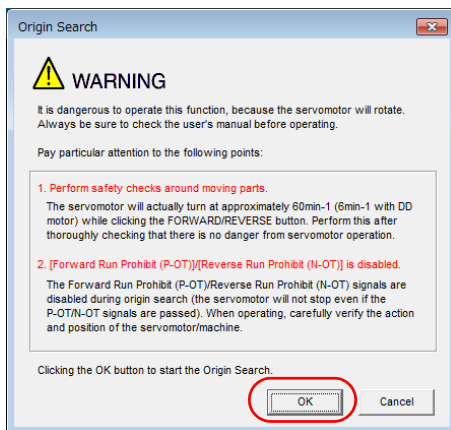 Origin Search
WARNING
It is dangerous to operate this function, because the servomotor will rotate.
Always be sure to check the user's manual before operating.
Pay particular attention to the following points:
1. Perform safety checks around moving parts.
The servomotor will actually turn at approximately 60min-1 (6min-1 with DD
motor) while clicking the FORWARD/REVERSE button. Perform this after
thoroughly checking that there is no danger from servomotor operation.
2. [Forward Run Prohibit (P-OT)]/[Reverse Run Prohibit (N-OT)] is disabled.
The Forward Run Prohibit (P-OT)/Reverse Run Prohibit (N-OT) signals are
disabled during origin search (the servomotor will not stop even if the
P-OT/N-OT signals are passed). When operating, carefully verify the action
and position of the servomotor/machine.
Clicking the OK button to start the Origin Search.
OK
Cancel